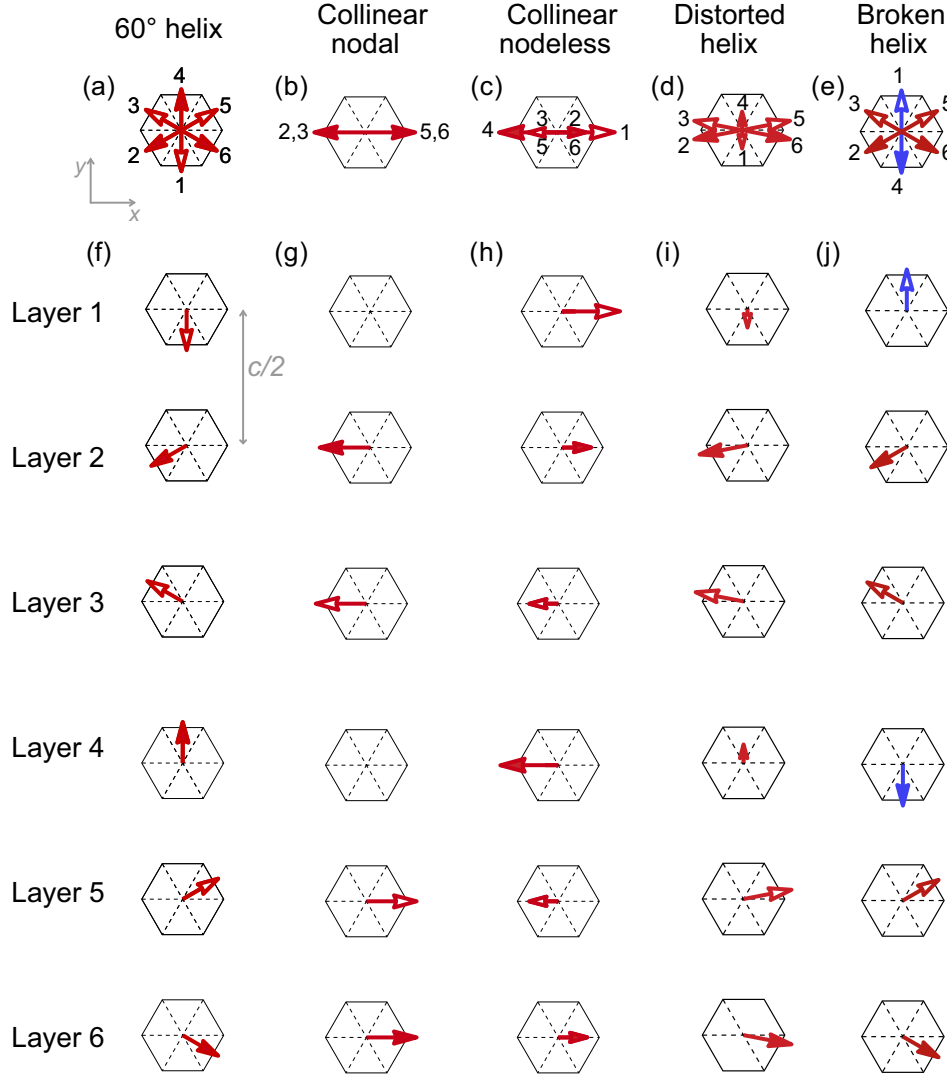 60° helix
Collinear
nodal
Collinear
nodeless
Distorted
helix
Broken
helix
(a)
4
3
5
2
6
1
(b)
2,3
5,6
(c)
3
2
4
1
5
6
(d)
4
3
5
2
6
1
(e)
1
3
5
2
6
4
y
x
(f)
(g)
(h)
(i)
(j)
Layer 1
c/2
Layer 2
Layer 3
Layer 4
Layer 5
Layer 6